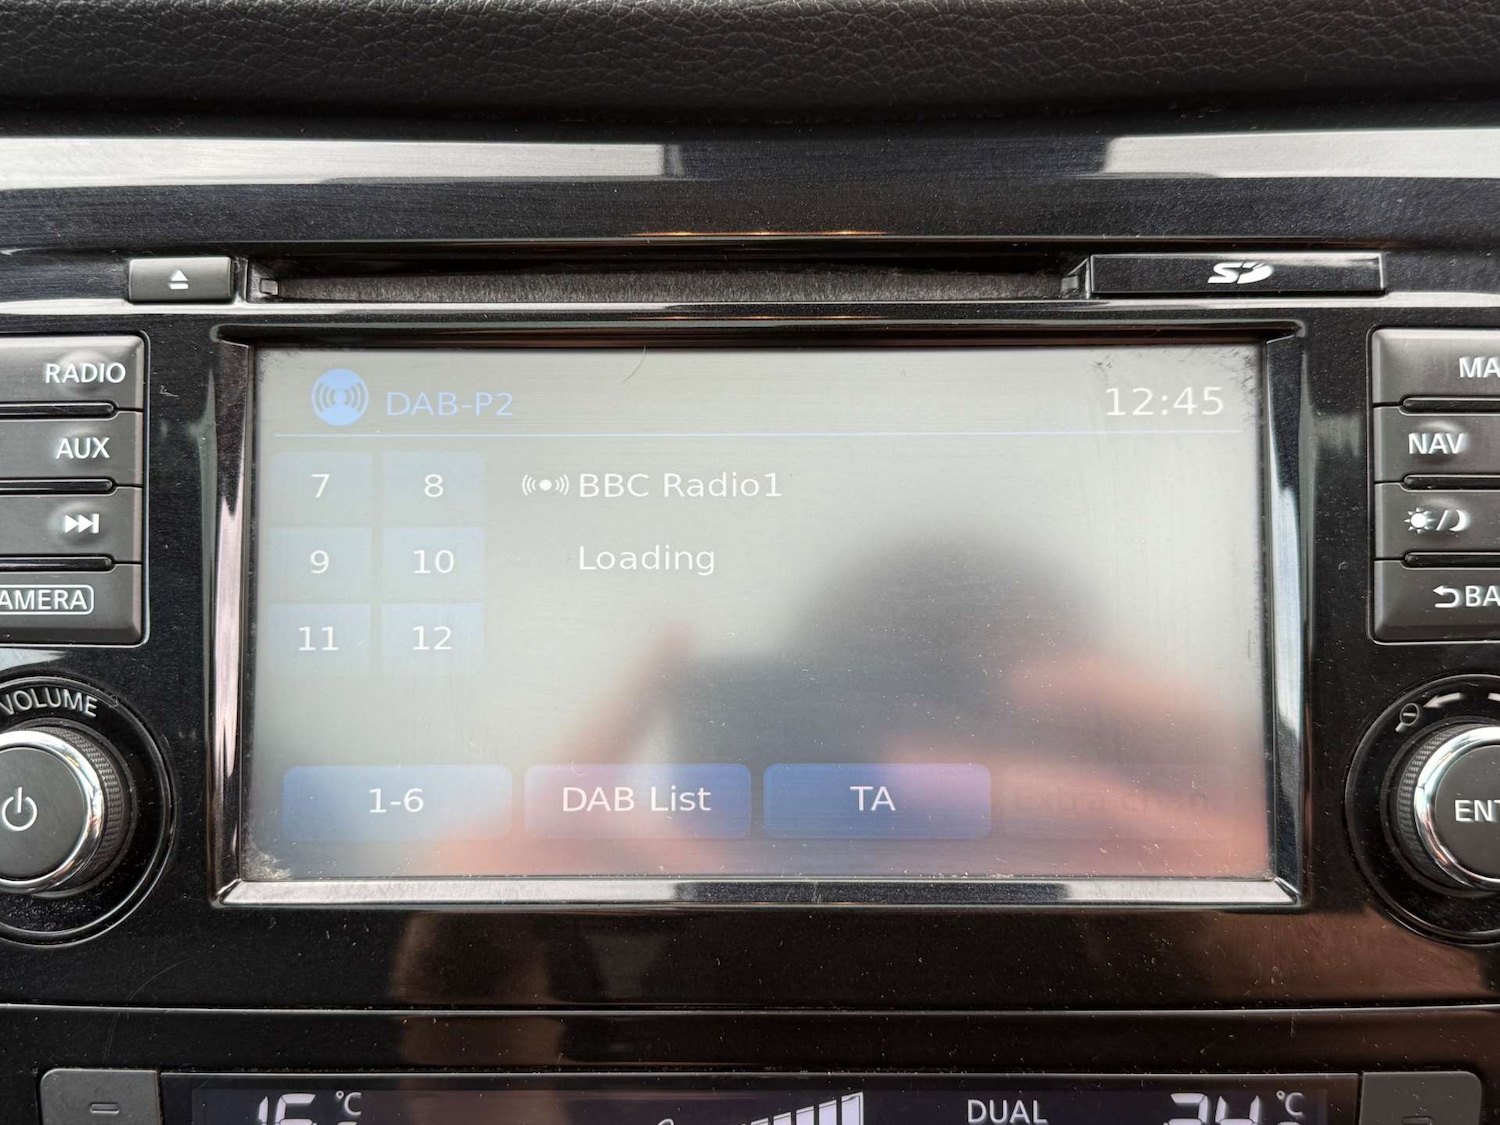 SD
RADIO
MA
DAB-P2
12:45
AUX
NAV
7 8 BBC Radio1
9 10 Loading
AMERA
BA
11 12
VOLUME
1-6 DAB List TA
ENT
°C
DUAL
°C